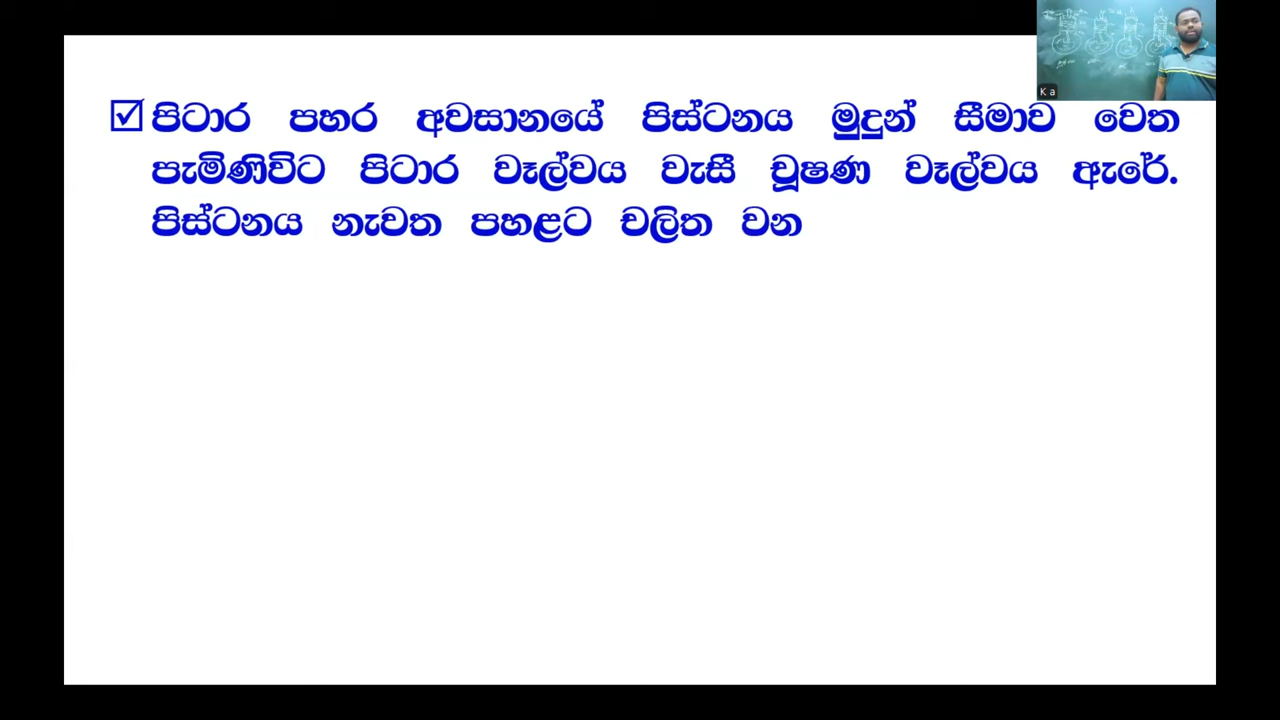 පිටාර පහර අවසානයේ පිස්ටනය මුදුන් සීමාව වෙත
පැමිණිවිට පිටාර වෑල්වය වැසී චූෂණ වෑල්වය ඇරේ.
පිස්ටනය නැවත පහළට චලිත වන
K a